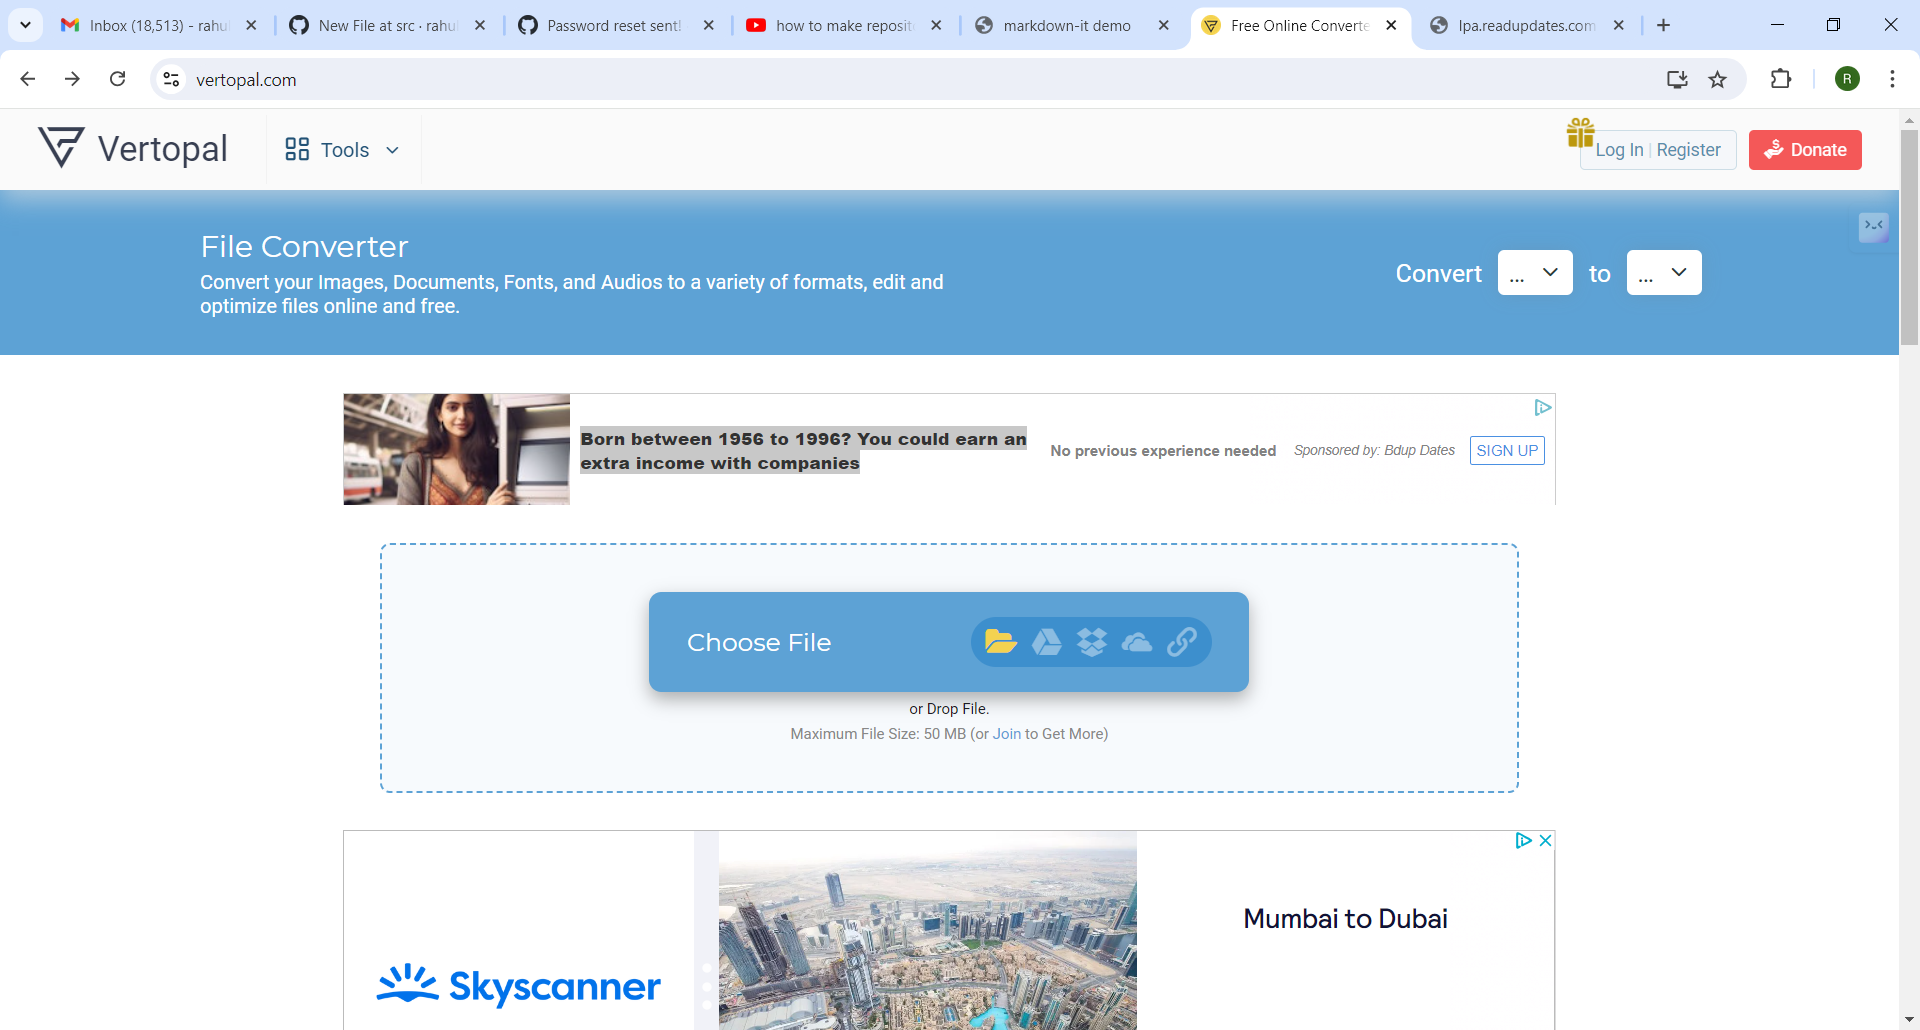 Inbox (18,513) - rahu
New File at src · rahu
Password reset sent!
how to make reposit
markdown-it demo
Free Online Converte
lpa.readupdates.com
vertopal.com
R
Vertopal
Tools
Log In | Register
Donate
File Converter
Convert your Images, Documents, Fonts, and Audios to a variety of formats, edit and
optimize files online and free.
Convert ... to ...
Born between 1956 to 1996? You could earn an
extra income with companies
No previous experience needed
Sponsored by: Bdup Dates
SIGN UP
Choose File
or Drop File.
Maximum File Size: 50 MB (or Join to Get More)
Skyscanner
Mumbai to Dubai